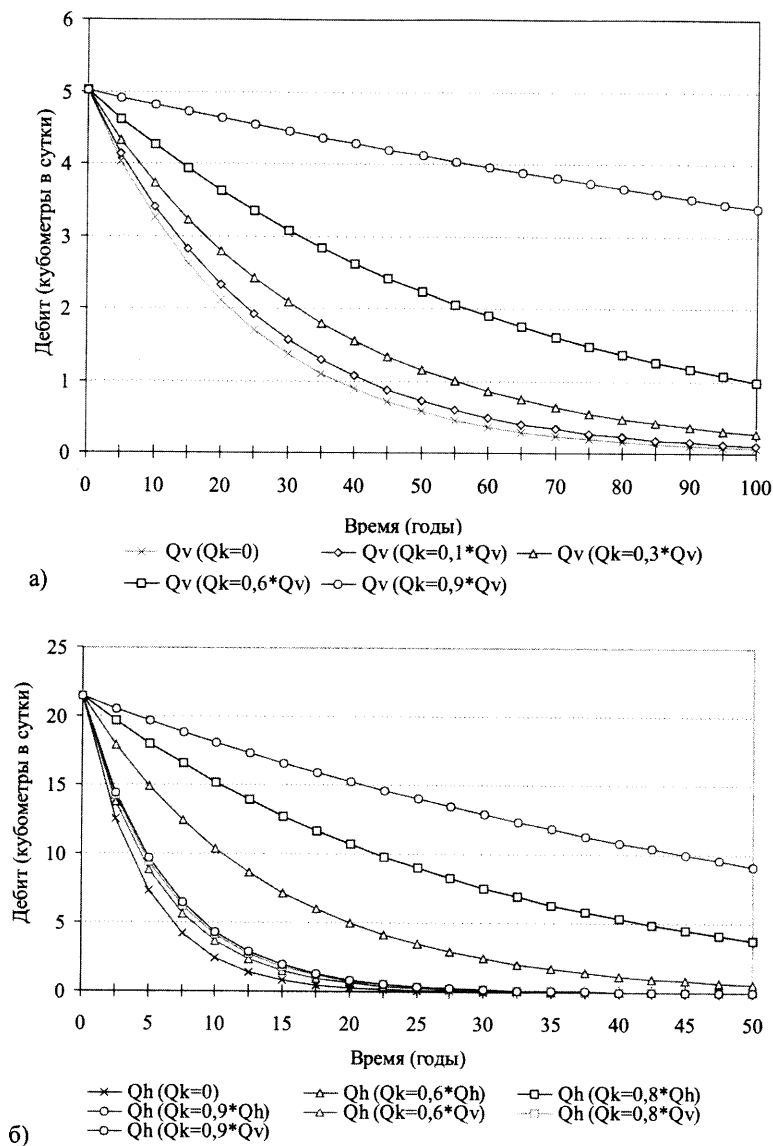 6
5
4
3
2
1
0
Дебит (кубометры в сутки)
0 10 20 30 40 50 60 70 80 90 100
Время (годы)
Qv (Qk=0) Qv (Qk=0,1*Qv) Qv (Qk=0,3*Qv)
Qv (Qk=0,6*Qv) Qv (Qk=0,9*Qv)
а)
25
20
15
10
5
0
Дебит (кубометры в сутки)
0 5 10 15 20 25 30 35 40 45 50
Время (годы)
Qh (Qk=0) Qh (Qk=0,6*Qh) Qh (Qk=0,8*Qh)
Qh (Qk=0,9*Qh) Qh (Qk=0,6*Qv) Qh (Qk=0,8*Qv)
Qh (Qk=0,9*Qv)
б)